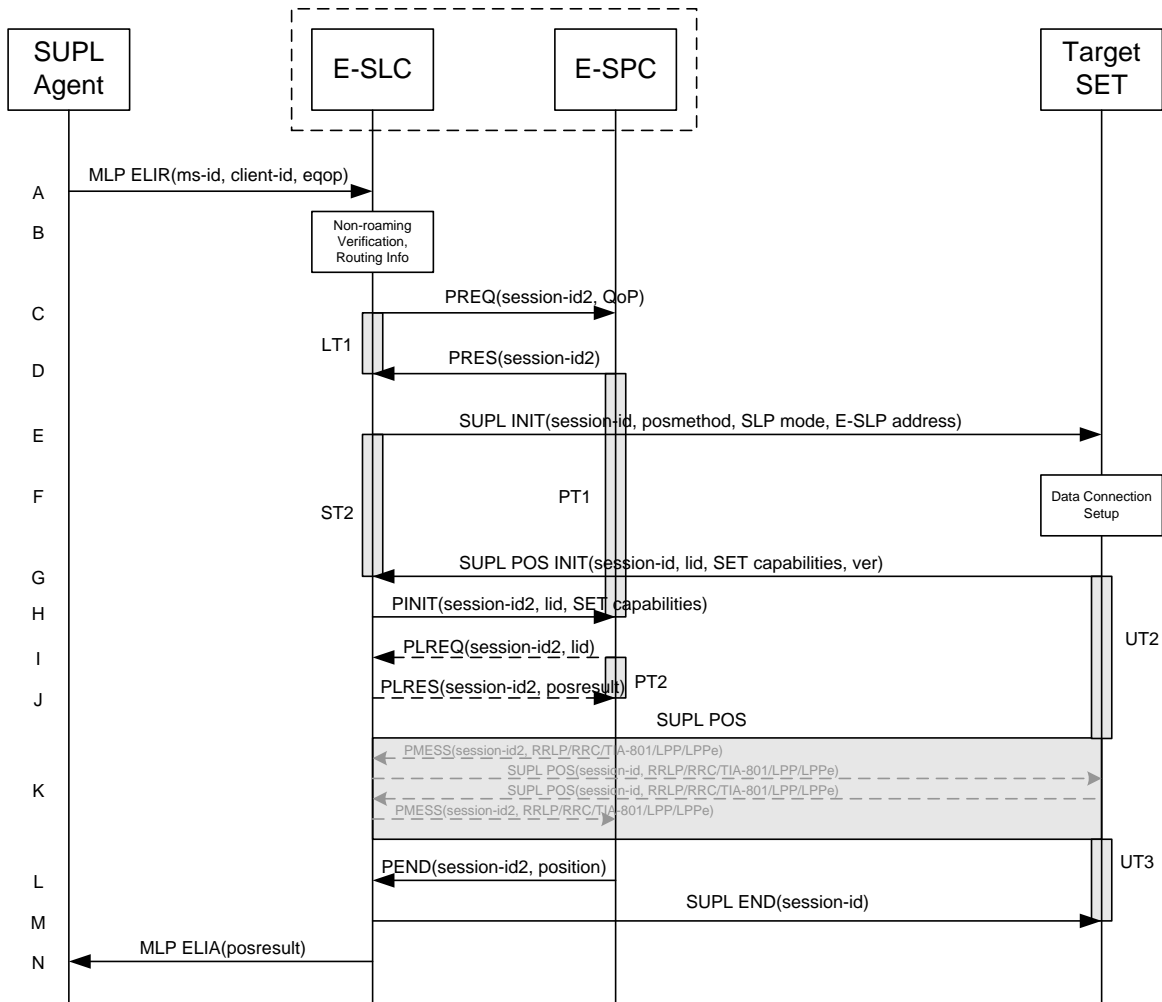 SUPL
Agent
E-SLC
E-SPC
Target
SET
A
MLP ELIR(ms-id, client-id, eqop)
B
Non-roaming
Verification,
Routing Info
C
PREQ(session-id2, QoP)
LT1
D
PRES(session-id2)
E
SUPL INIT(session-id, posmethod, SLP mode, E-SLP address)
F
ST2
PT1
Data Connection
Setup
G
SUPL POS INIT(session-id, lid, SET capabilities, ver)
H
PINIT(session-id2, lid, SET capabilities)
I
PLREQ(session-id2, lid)
UT2
J
PLRES(session-id2, posresult)
PT2
SUPL POS
K
PMESS(session-id2, RRLP/RRC/TIA-801/LPP/LPPe)
SUPL POS(session-id, RRLP/RRC/TIA-801/LPP/LPPe)
SUPL POS(session-id, RRLP/RRC/TIA-801/LPP/LPPe)
PMESS(session-id2, RRLP/RRC/TIA-801/LPP/LPPe)
L
PEND(session-id2, position)
UT3
M
SUPL END(session-id)
N
MLP ELIA(posresult)